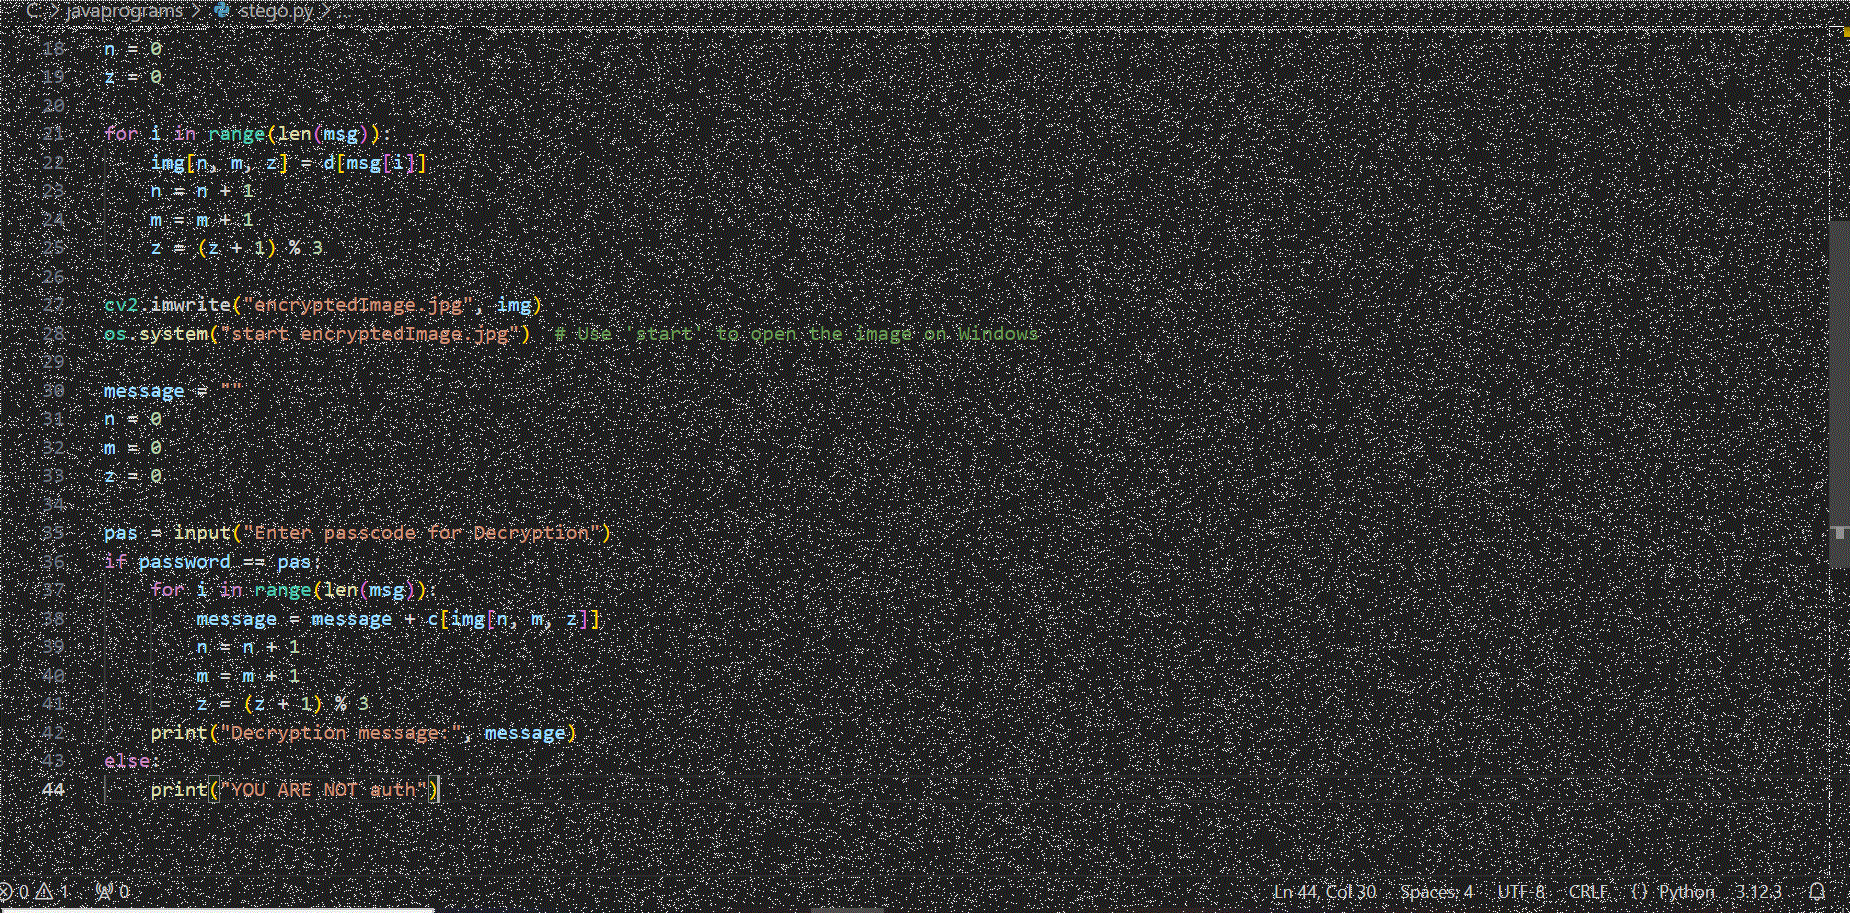 C: > javaprograms > stego.py > ...
18 n = 0
19 z = 0
20
21 for i in range(len(msg)):
22     img[n, m, z] = d[msg[i]]
23     n = n + 1
24     m = m + 1
25     z = (z + 1) % 3
26
27 cv2.imwrite("encryptedImage.jpg", img)
28 os.system("start encryptedImage.jpg")  # Use 'start' to open the image on Windows
29
30 message = ""
31 n = 0
32 m = 0
33 z = 0
34
35 pas = input("Enter passcode for Decryption")
36 if password == pas:
37     for i in range(len(msg)):
38         message = message + c[img[n, m, z]]
39         n = n + 1
40         m = m + 1
41         z = (z + 1) % 3
42     print("Decryption message:", message)
43 else:
44     print("YOU ARE NOT auth")
0 1 0 Ln 44, Col 30 Spaces: 4 UTF-8 CRLF {} Python 3.12.3